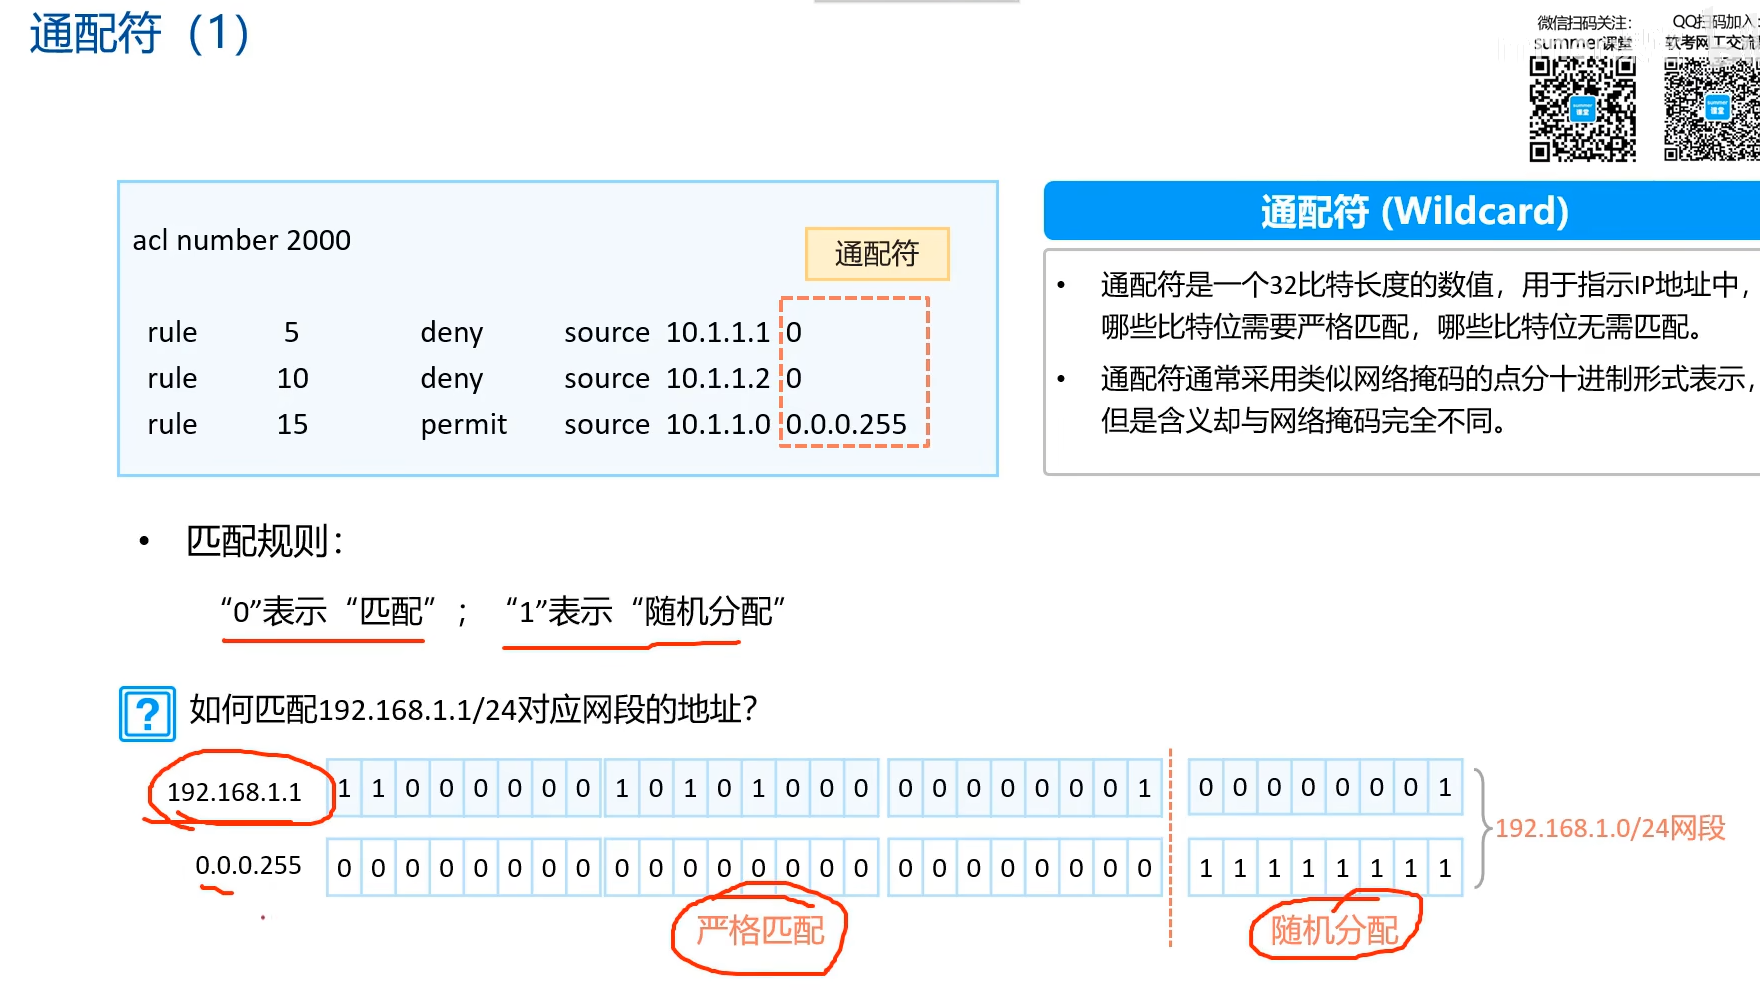 通配符（1）
微信扫码关注：
summer课堂
QQ扫码加入：
软考网工交流
acl number 2000
通配符
rule 5 deny source 10.1.1.1 0
rule 10 deny source 10.1.1.2 0
rule 15 permit source 10.1.1.0 0.0.0.255
通配符 (Wildcard)
• 通配符是一个32比特长度的数值，用于指示IP地址中，
哪些比特位需要严格匹配，哪些比特位无需匹配。
• 通配符通常采用类似网络掩码的点分十进制形式表示，
但是含义却与网络掩码完全不同。
• 匹配规则：
“0”表示“匹配”； “1”表示“随机分配”
? 如何匹配192.168.1.1/24对应网段的地址？
192.168.1.1 1 1 0 0 0 0 0 0 1 0 1 0 1 0 0 0 0 0 0 0 0 0 0 1 0 0 0 0 0 0 0 1
192.168.1.0/24网段
0.0.0.255 0 0 0 0 0 0 0 0 0 0 0 0 0 0 0 0 0 0 0 0 0 0 0 0 1 1 1 1 1 1 1 1
严格匹配 随机分配